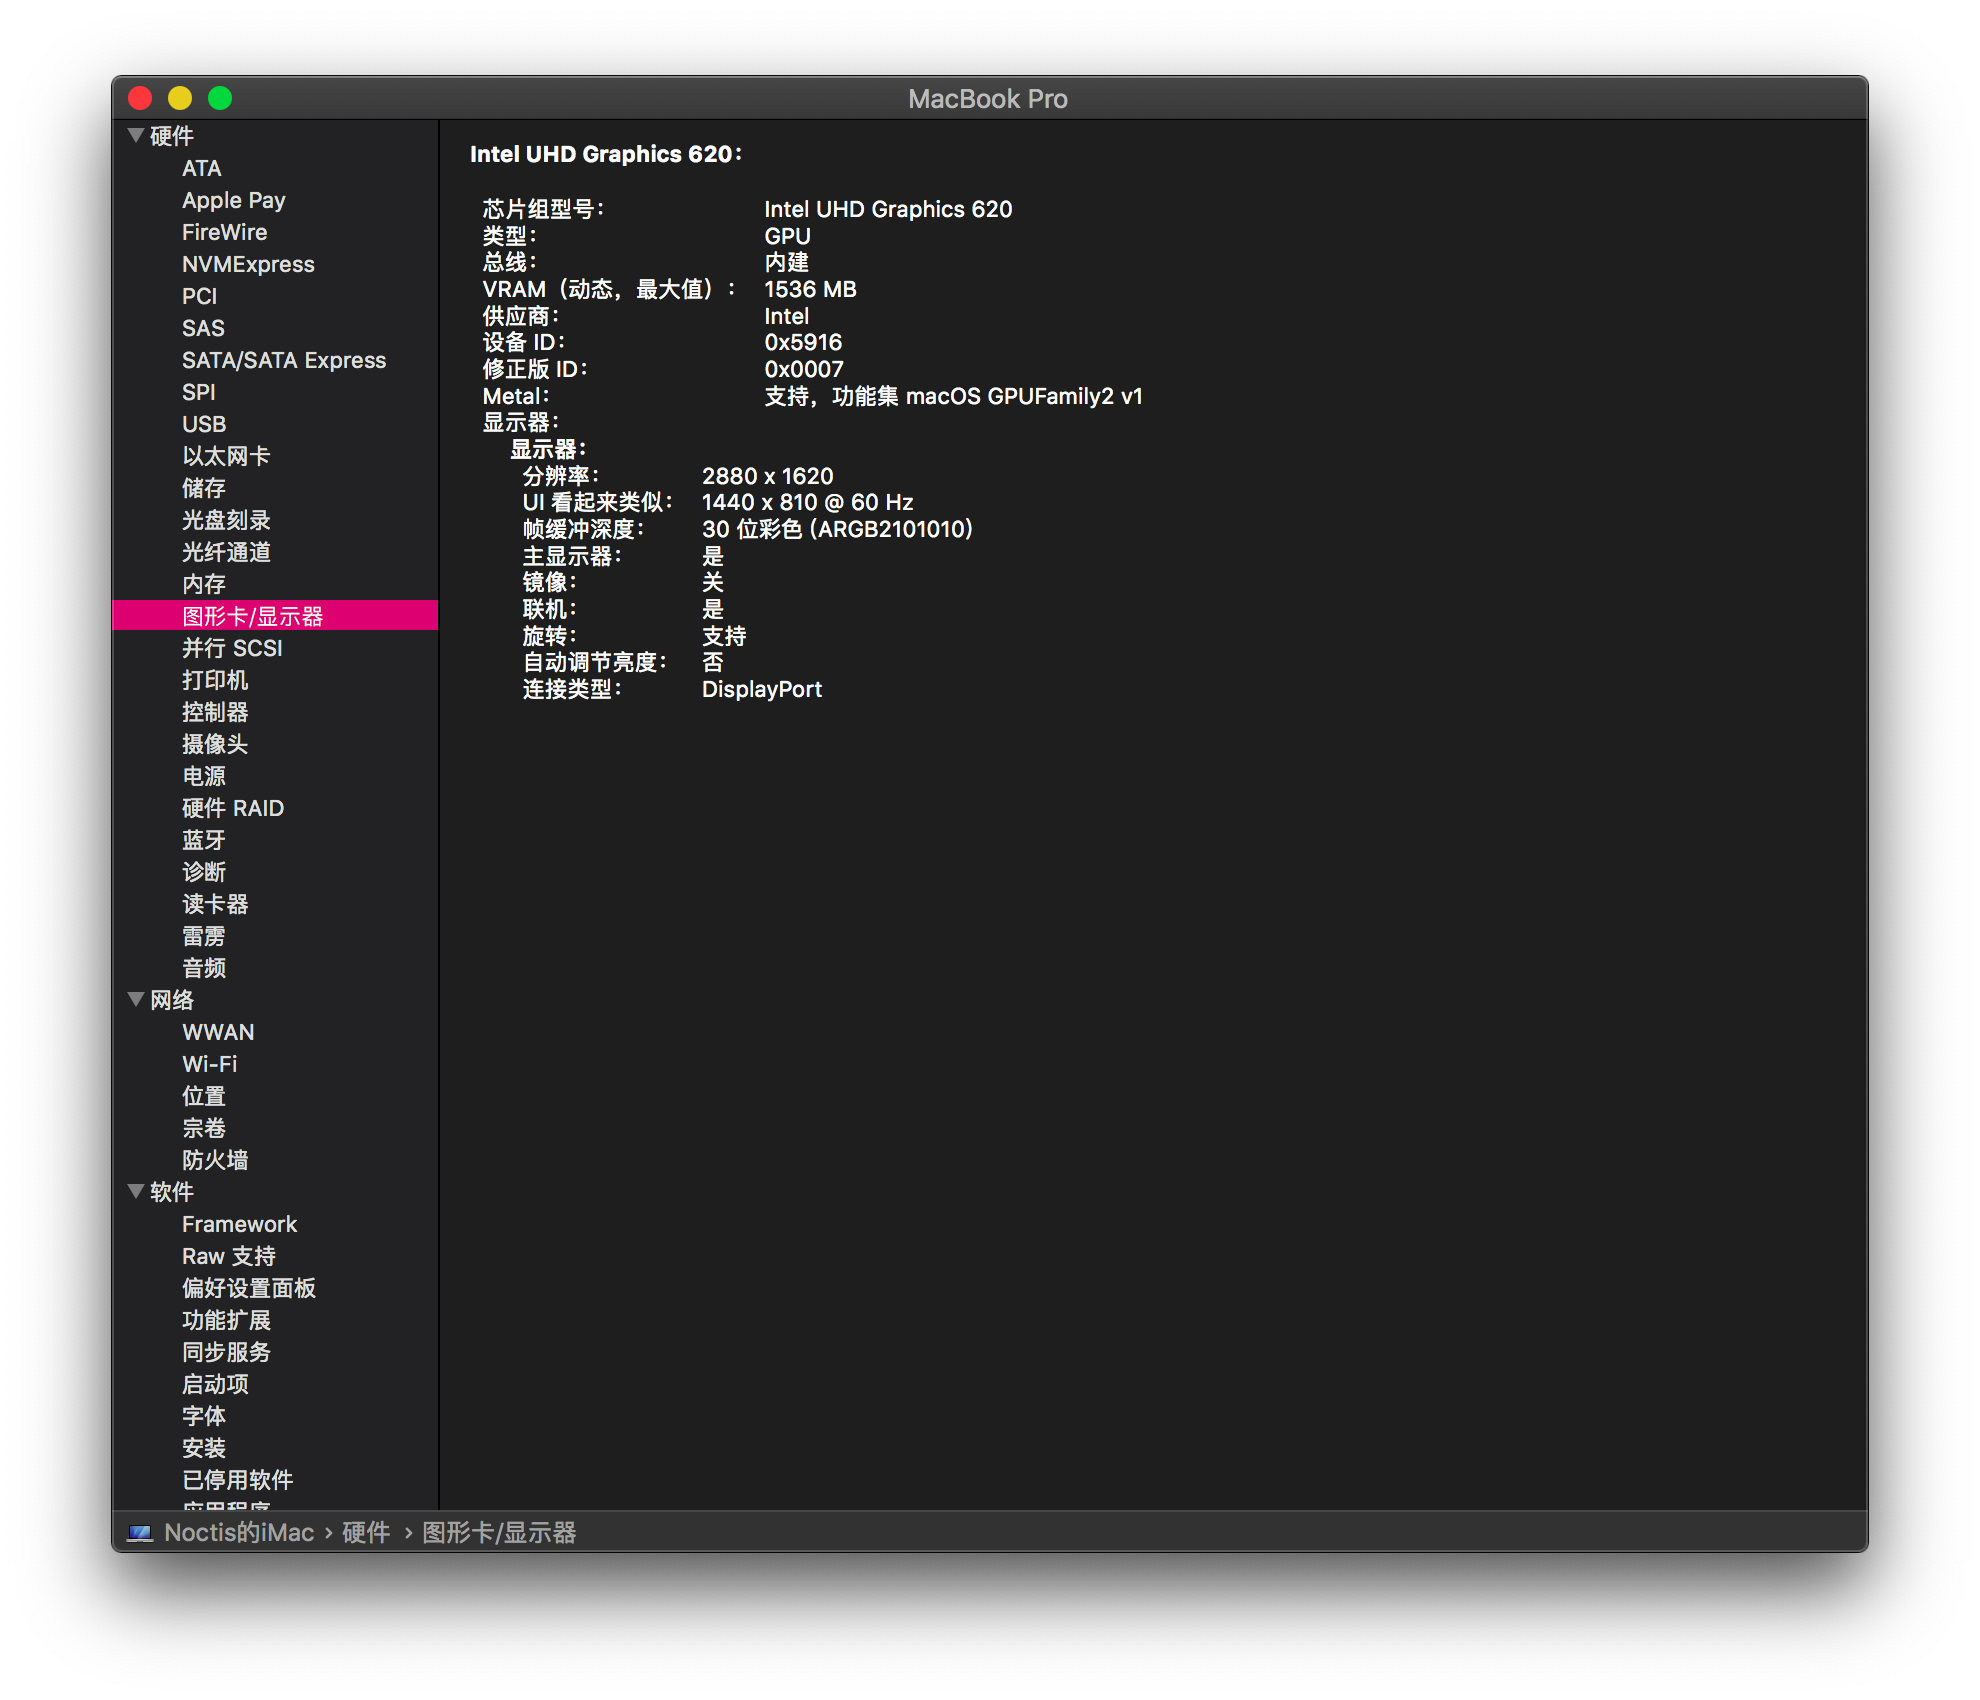 MacBook Pro
硬件
ATA
Apple Pay
FireWire
NVMExpress
PCI
SAS
SATA/SATA Express
SPI
USB
以太网卡
储存
光盘刻录
光纤通道
内存
图形卡/显示器
并行 SCSI
打印机
控制器
摄像头
电源
硬件 RAID
蓝牙
诊断
读卡器
雷雳
音频
网络
WWAN
Wi-Fi
位置
宗卷
防火墙
软件
Framework
Raw 支持
偏好设置面板
功能扩展
同步服务
启动项
字体
安装
已停用软件
应用程序
Intel UHD Graphics 620：
芯片组型号： Intel UHD Graphics 620
类型： GPU
总线： 内建
VRAM（动态，最大值）： 1536 MB
供应商： Intel
设备 ID： 0x5916
修正版 ID： 0x0007
Metal： 支持，功能集 macOS GPUFamily2 v1
显示器：
显示器：
分辨率： 2880 x 1620
UI 看起来类似： 1440 x 810 @ 60 Hz
帧缓冲深度： 30 位彩色 (ARGB2101010)
主显示器： 是
镜像： 关
联机： 是
旋转： 支持
自动调节亮度： 否
连接类型： DisplayPort
Noctis的iMac › 硬件 › 图形卡/显示器